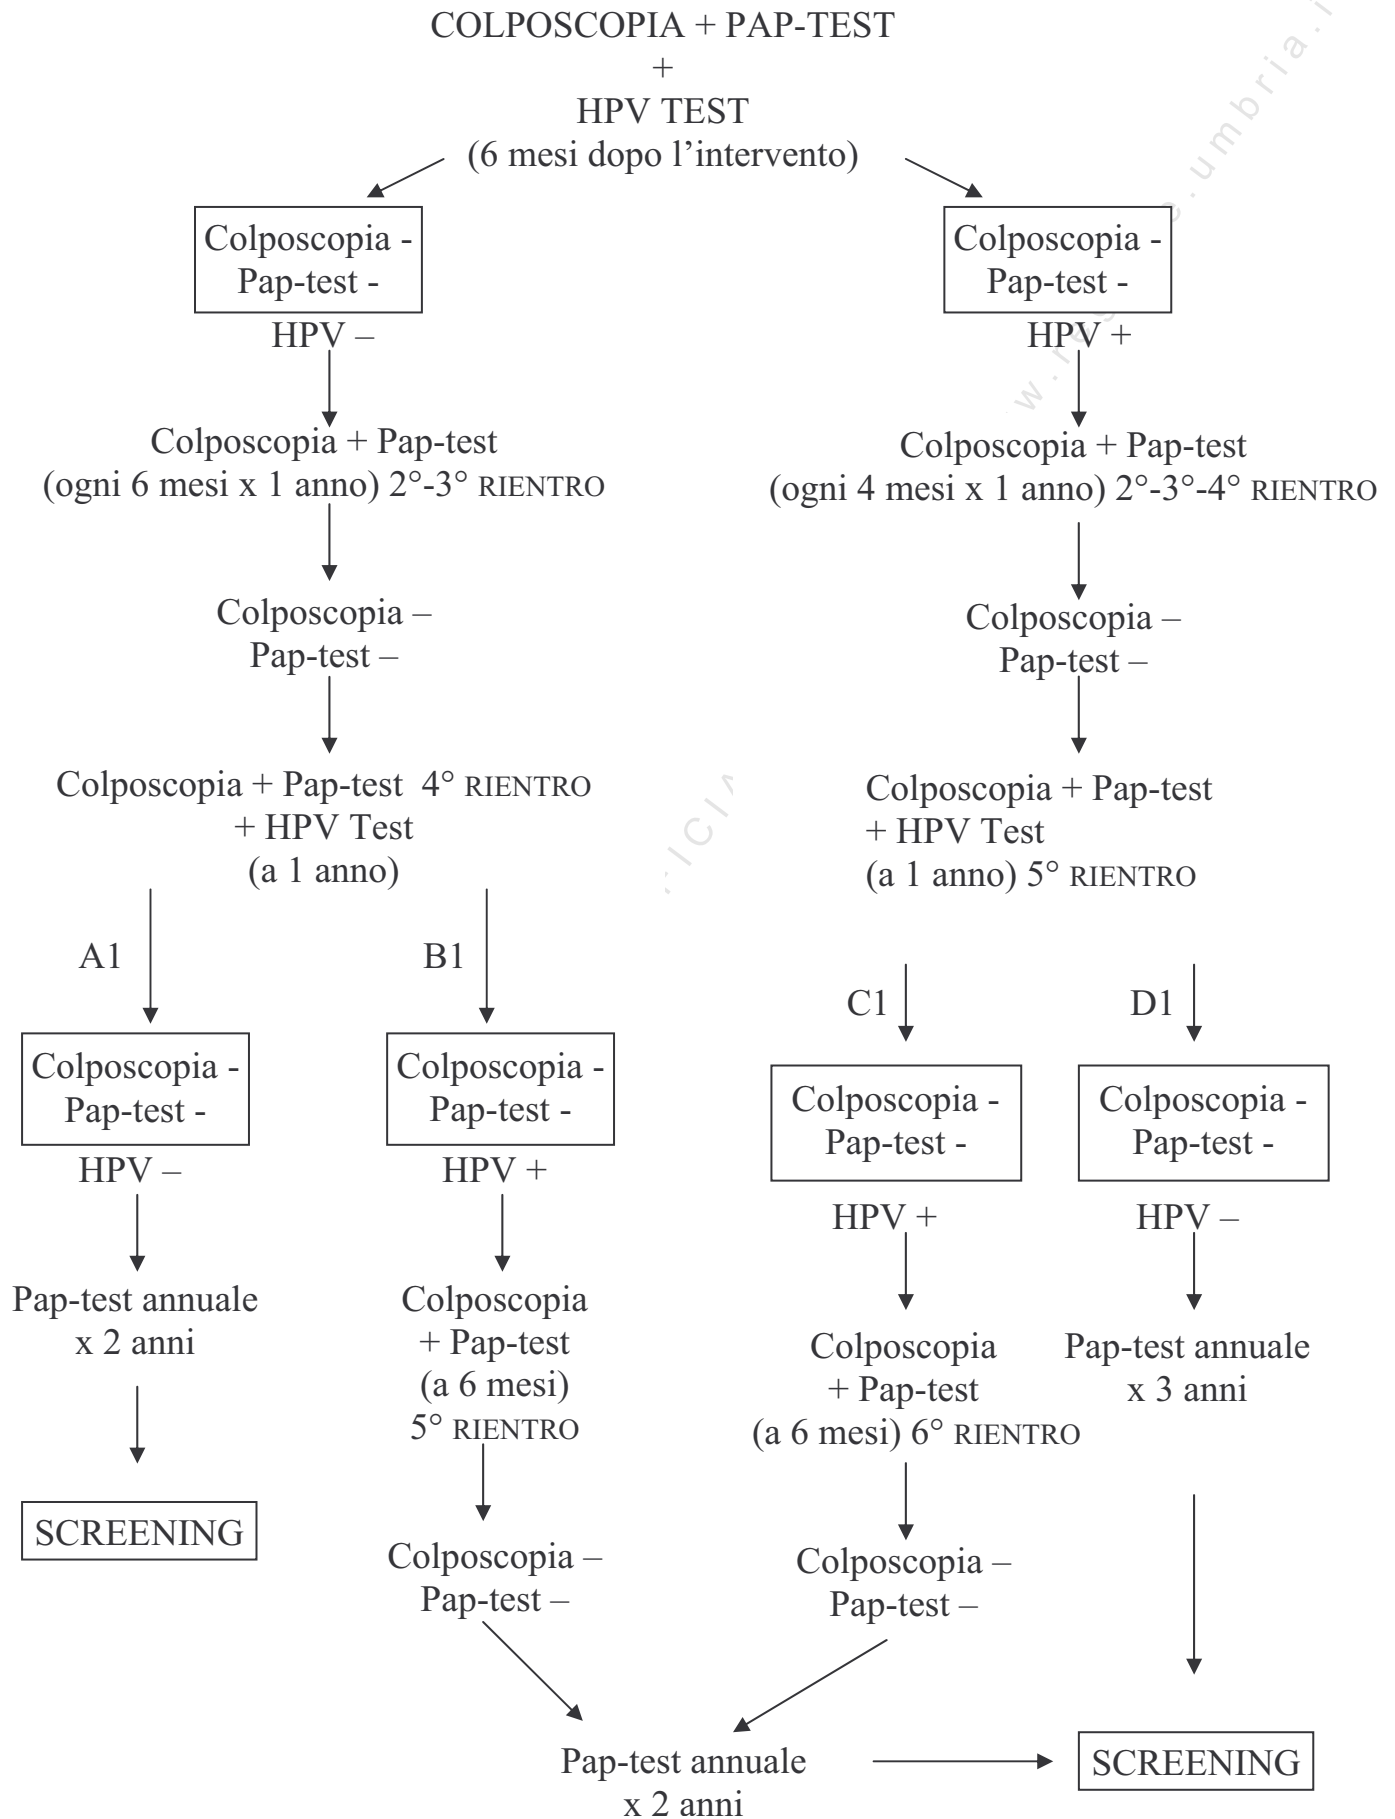 COLPOSCOPIA + PAP-TEST
+
HPV TEST
(6 mesi dopo l’intervento)
Colposcopia -
Pap-test -
HPV –
Colposcopia + Pap-test
(ogni 6 mesi x 1 anno) 2°-3° RIENTRO
Colposcopia –
Pap-test –
Colposcopia + Pap-test 4° RIENTRO
+ HPV Test
(a 1 anno)
A1
Colposcopia -
Pap-test -
HPV –
Pap-test annuale
x 2 anni
SCREENING
B1
Colposcopia -
Pap-test -
HPV +
Colposcopia
+ Pap-test
(a 6 mesi)
5° RIENTRO
Colposcopia –
Pap-test –
Colposcopia -
Pap-test -
HPV +
Colposcopia + Pap-test
(ogni 4 mesi x 1 anno) 2°-3°-4° RIENTRO
Colposcopia –
Pap-test –
Colposcopia + Pap-test
+ HPV Test
(a 1 anno) 5° RIENTRO
C1
Colposcopia -
Pap-test -
HPV +
Colposcopia
+ Pap-test
(a 6 mesi) 6° RIENTRO
Colposcopia –
Pap-test –
D1
Colposcopia -
Pap-test -
HPV –
Pap-test annuale
x 3 anni
Pap-test annuale
x 2 anni
SCREENING